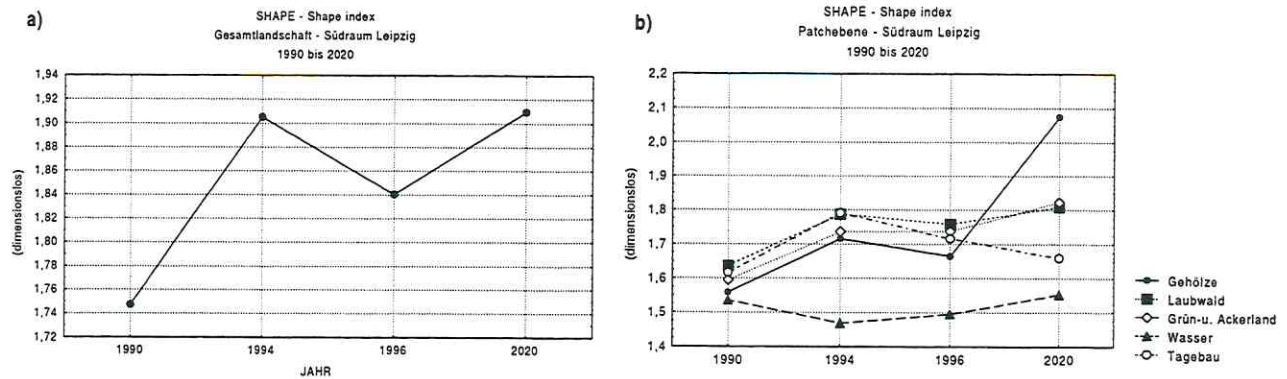 a)
SHAPE - Shape index
Gesamtlandschaft - Südraum Leipzig
1990 bis 2020
1,94
1,92
1,90
1,88
1,86
1,84
1,82
1,80
1,78
1,76
1,74
1,72
(dimensionslos)
1990
1994
1996
2020
JAHR
b)
SHAPE - Shape index
Patchebene - Südraum Leipzig
1990 bis 2020
2,2
2,1
2,0
1,9
1,8
1,7
1,6
1,5
1,4
(dimensionslos)
1990
1994
1996
2020
Gehölze
Laubwald
Grün-u. Ackerland
Wasser
Tagebau